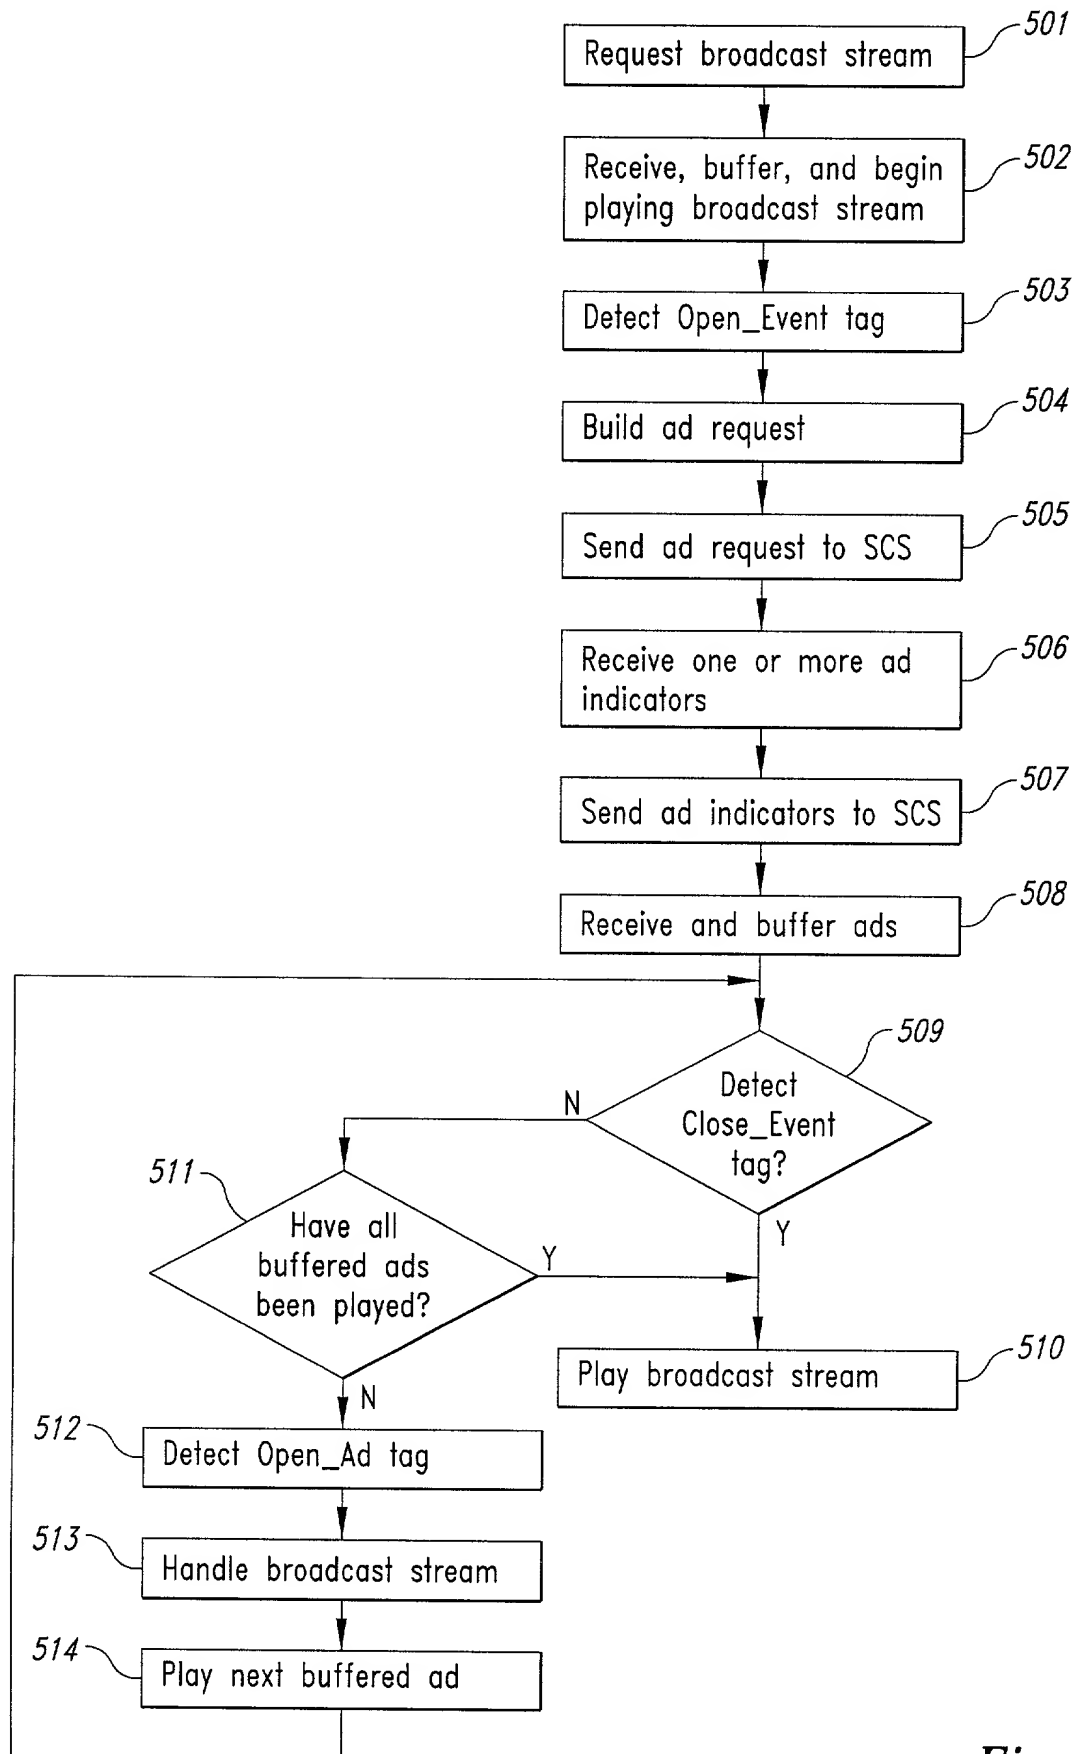 501
Request broadcast stream
502
Receive, buffer, and begin
playing broadcast stream
503
Detect Open_Event tag
504
Build ad request
505
Send ad request to SCS
506
Receive one or more ad
indicators
507
Send ad indicators to SCS
508
Receive and buffer ads
509
Detect
Close_Event
tag?
N
Y
511
Have all
buffered ads
been played?
Y
N
510
Play broadcast stream
512
Detect Open_Ad tag
513
Handle broadcast stream
514
Play next buffered ad